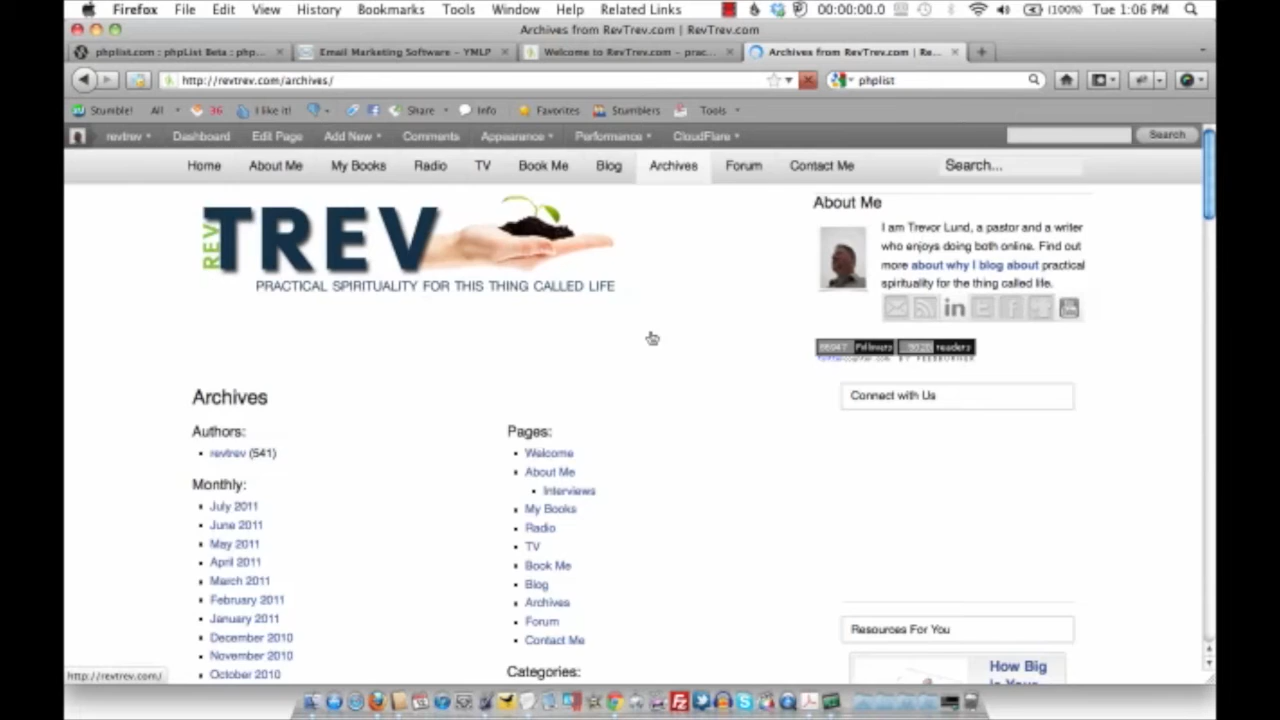 Firefox File Edit View History Bookmarks Tools Window Help Related Links 00:00:00.0 (100%) Tue 1:06 PM
Archives from RevTrev.com | RevTrev.com
phplist.com : phpList Beta : php... Email Marketing Software – YMLP Welcome to RevTrev.com – prac... Archives from RevTrev.com | Re...
http://revtrev.com/archives/ phplist
Stumble! All 36 I like it! Share Info Favorites Stumblers Tools
revtrev Dashboard Edit Page Add New Comments Appearance Performance CloudFlare Search
Home About Me My Books Radio TV Book Me Blog Archives Forum Contact Me Search...
REV TREV
PRACTICAL SPIRITUALITY FOR THIS THING CALLED LIFE
About Me
I am Trevor Lund, a pastor and a writer
who enjoys doing both online. Find out
more about why I blog about practical
spirituality for the thing called life.
in
Followers readers
Connect with Us
Archives
Authors:
revtrev (541)
Monthly:
July 2011
June 2011
May 2011
April 2011
March 2011
February 2011
January 2011
December 2010
November 2010
October 2010
Pages:
Welcome
About Me
Interviews
My Books
Radio
TV
Book Me
Blog
Archives
Forum
Contact Me
Categories:
Resources For You
How Big
is Your
http://revtrev.com/